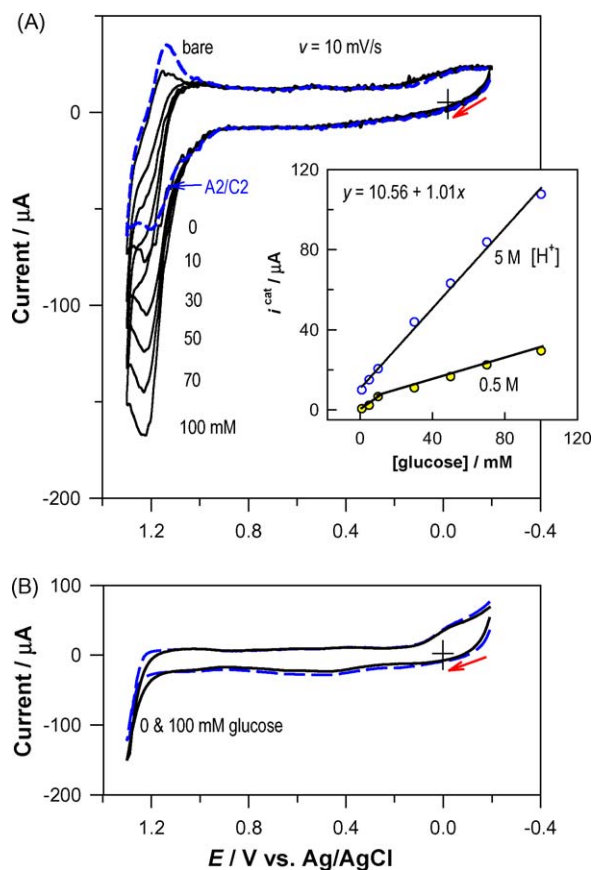 (A)
50
0
-100
-200
Current / μA
bare
v = 10 mV/s
A2/C2
0
10
30
50
70
100 mM
120
80
40
0
i cat / μA
y = 10.56 + 1.01x
5 M [H+]
0.5 M
0 40 80 120
[glucose] / mM
1.2 0.8 0.4 0.0 -0.4
(B)
100
0
-100
-200
Current / μA
0 & 100 mM glucose
1.2 0.8 0.4 0.0 -0.4
E / V vs. Ag/AgCl